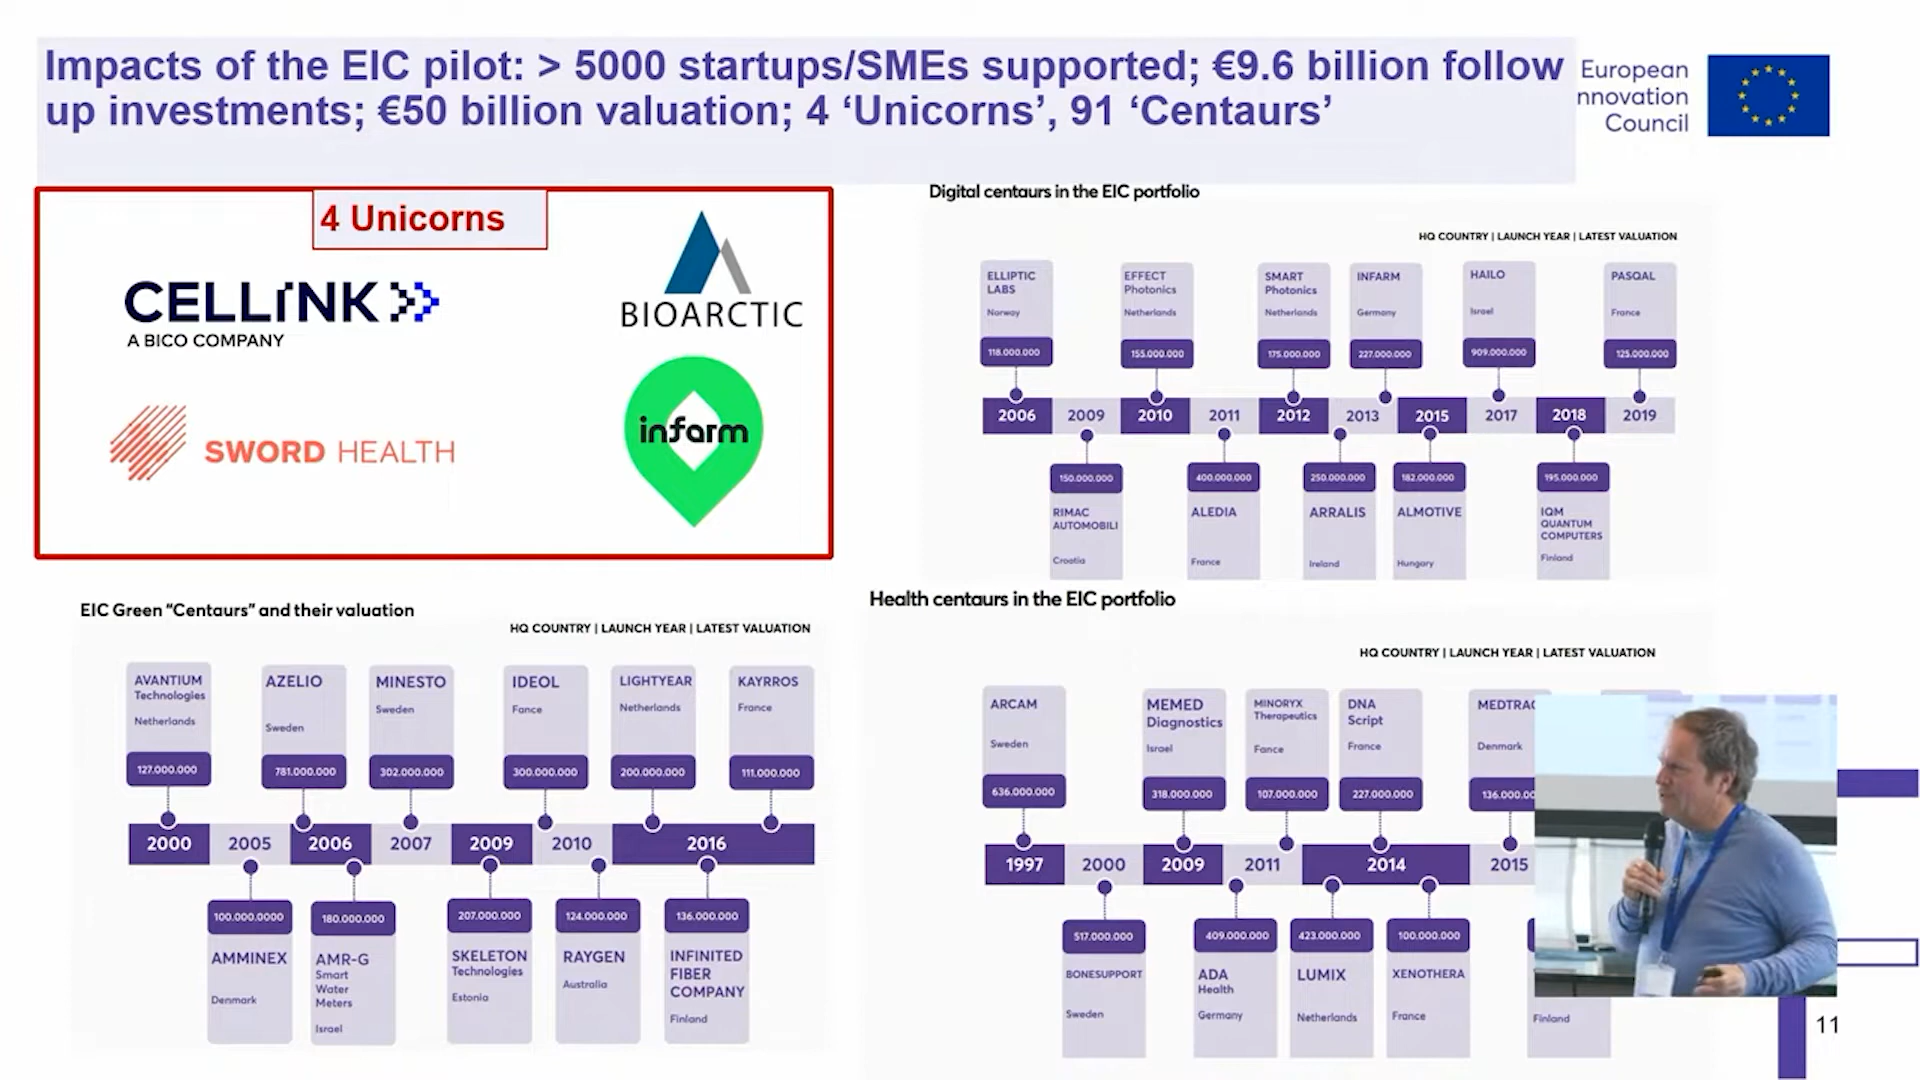 Impacts of the EIC pilot: > 5000 startups/SMEs supported; €9.6 billion follow
up investments; €50 billion valuation; 4 ‘Unicorns’, 91 ‘Centaurs’
European
nnovation
Council
4 Unicorns
CELLINK
A BICO COMPANY
BIOARCTIC
SWORD HEALTH
infarm
Digital centaurs in the EIC portfolio
HQ COUNTRY | LAUNCH YEAR | LATEST VALUATION
ELLIPTIC
LABS
Norway
118.000.000
EFFECT
Photonics
Netherlands
155.000.000
SMART
Photonics
Netherlands
175.000.000
INFARM
Germany
227.000.000
HAILO
Israel
909.000.000
PASQAL
France
125.000.000
2006 2009 2010 2011 2012 2013 2015 2017 2018 2019
150.000.000
RIMAC
AUTOMOBILI
Croatia
400.000.000
ALEDIA
France
250.000.000
ARRALIS
Ireland
182.000.000
ALMOTIVE
Hungary
195.000.000
IQM
QUANTUM
COMPUTERS
Finland
EIC Green “Centaurs” and their valuation
HQ COUNTRY | LAUNCH YEAR | LATEST VALUATION
AVANTIUM
Technologies
Netherlands
127.000.000
AZELIO
Sweden
781.000.000
MINESTO
Sweden
302.000.000
IDEOL
Fance
300.000.000
LIGHTYEAR
Netherlands
200.000.000
KAYRROS
France
111.000.000
2000 2005 2006 2007 2009 2010 2016
100.000.0000
AMMINEX
Denmark
180.000.000
AMR-G
Smart
Water
Meters
Israel
207.000.000
SKELETON
Technologies
Estonia
124.000.000
RAYGEN
Australia
136.000.000
INFINITED
FIBER
COMPANY
Finland
Health centaurs in the EIC portfolio
HQ COUNTRY | LAUNCH YEAR | LATEST VALUATION
ARCAM
Sweden
636.000.000
MEMED
Diagnostics
Israel
318.000.000
MINORYX
Therapeutics
Fance
107.000.000
DNA
Script
France
227.000.000
MEDTRAC
Denmark
136.000.00
1997 2000 2009 2011 2014 2015
517.000.000
BONESUPPORT
Sweden
409.000.000
ADA
Health
Germany
423.000.000
LUMIX
Netherlands
100.000.000
XENOTHERA
France
Finland
11